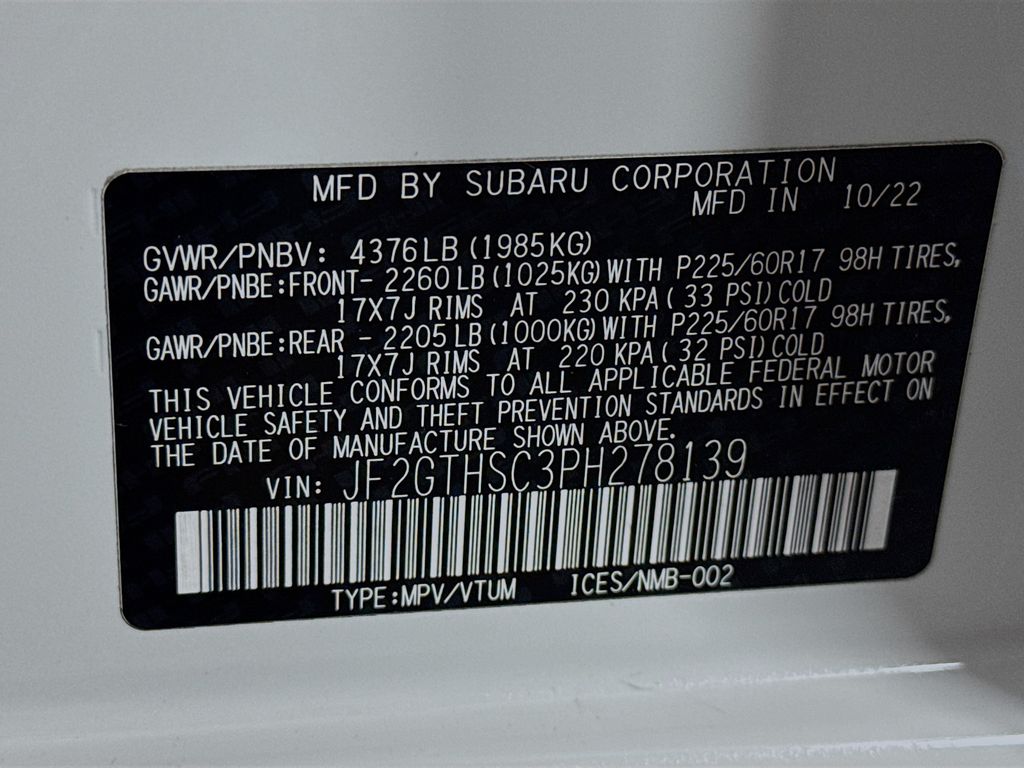 MFD BY SUBARU CORPORATION
MFD IN 10/22
GVWR/PNBV: 4376LB (1985KG)
GAWR/PNBE:FRONT- 2260 LB (1025KG) WITH P225/60R17 98H TIRES,
17X7J RIMS AT 230 KPA ( 33 PSI) COLD
GAWR/PNBE:REAR - 2205 LB (1000KG) WITH P225/60R17 98H TIRES,
17X7J RIMS AT 220 KPA ( 32 PSI) COLD
THIS VEHICLE CONFORMS TO ALL APPLICABLE FEDERAL MOTOR
VEHICLE SAFETY AND THEFT PREVENTION STANDARDS IN EFFECT ON
THE DATE OF MANUFACTURE SHOWN ABOVE.
VIN: JF2GTHSC3PH278139
TYPE:MPV/VTUM ICES/NMB-002